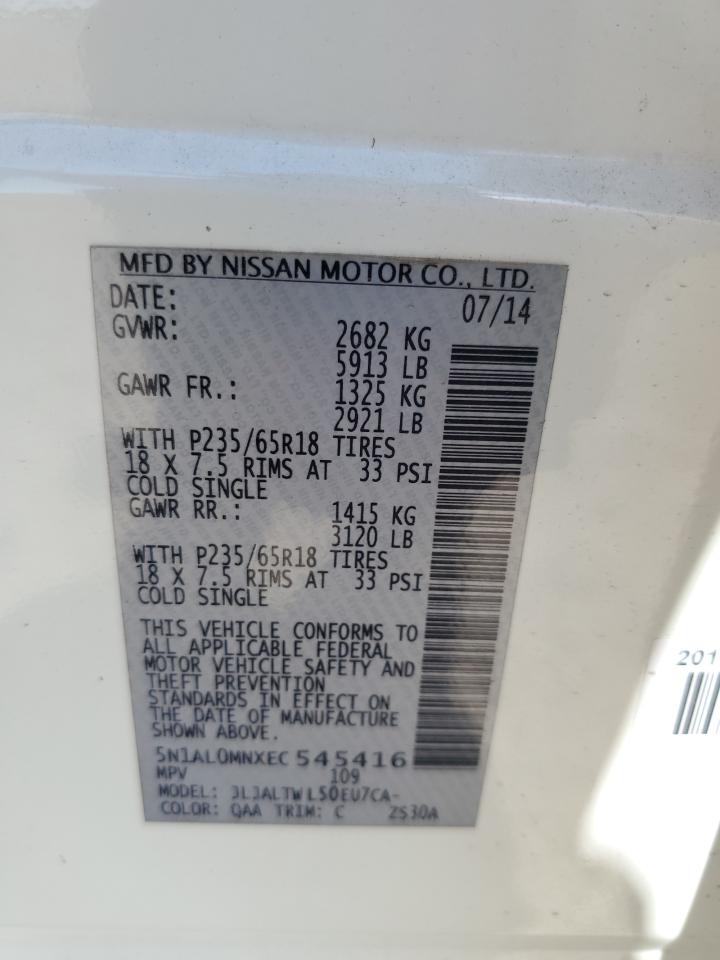 MFD BY NISSAN MOTOR CO., LTD.
DATE: 07/14
GVWR: 2682 KG
5913 LB
GAWR FR.: 1325 KG
2921 LB
WITH P235/65R18 TIRES
18 X 7.5 RIMS AT 33 PSI
COLD SINGLE
GAWR RR.: 1415 KG
3120 LB
WITH P235/65R18 TIRES
18 X 7.5 RIMS AT 33 PSI
COLD SINGLE
THIS VEHICLE CONFORMS TO
ALL APPLICABLE FEDERAL
MOTOR VEHICLE SAFETY AND
THEFT PREVENTION
STANDARDS IN EFFECT ON
THE DATE OF MANUFACTURE
SHOWN ABOVE.
5N1AL0MNXEC 545416
MPV 109
MODEL: JLJALTWL50EU7CA-
COLOR: QAA TRIM: C ZS30A
201